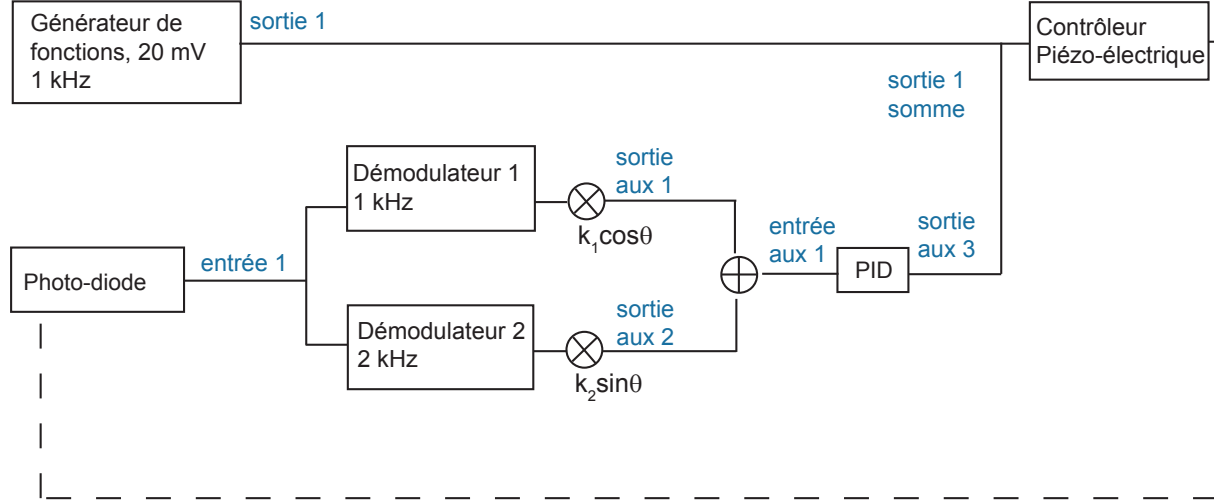 Générateur de
fonctions, 20 mV
1 kHz
sortie 1
Contrôleur
Piézo-électrique
sortie 1
somme
Démodulateur 1
1 kHz
sortie
aux 1
k₁cosθ
Photo-diode
entrée 1
entrée
aux 1
PID
sortie
aux 3
Démodulateur 2
2 kHz
sortie
aux 2
k₂sinθ